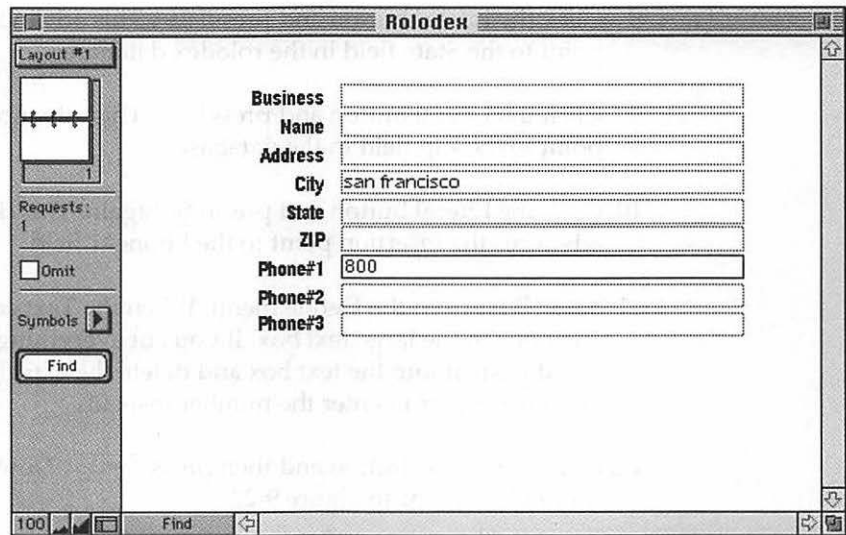 Rolodex
Layout #1
1
Requests:
1
Omit
Symbols
Find
Business
Name
Address
City san francisco
State
ZIP
Phone#1 800
Phone#2
Phone#3
100
Find